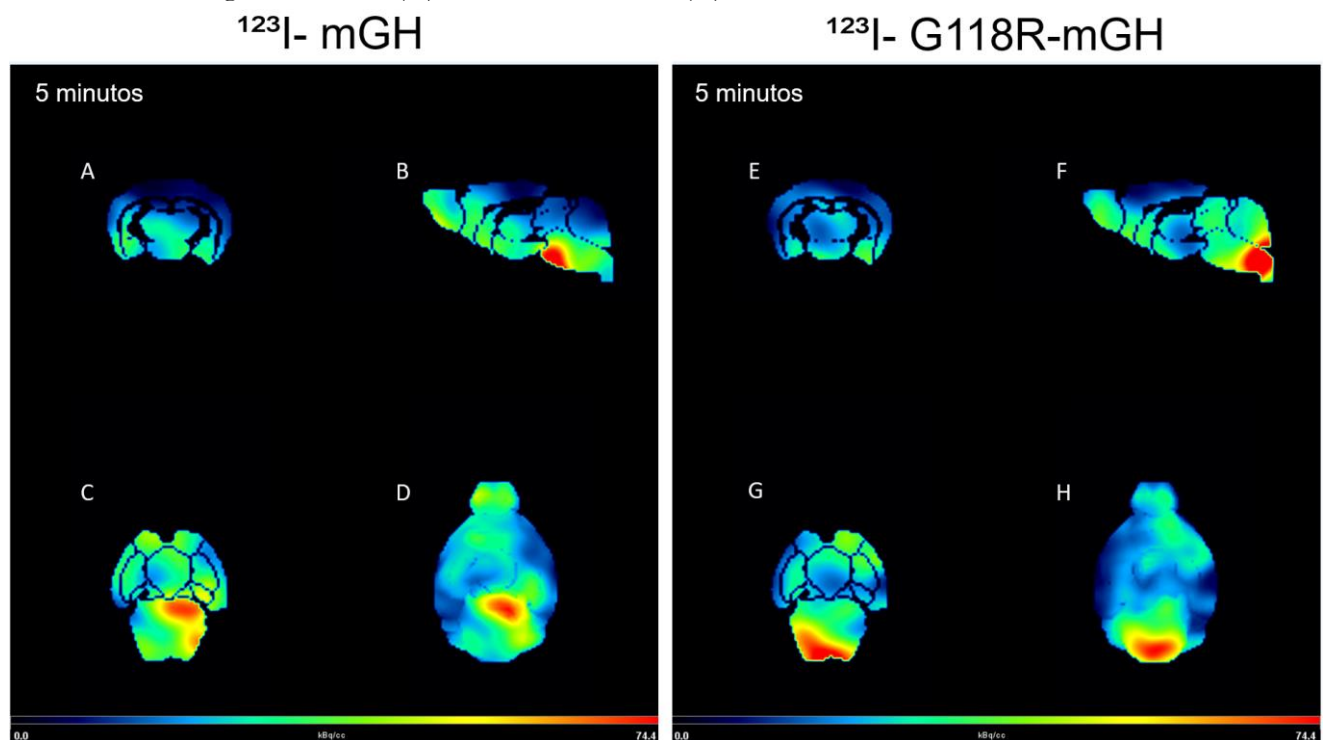 ¹²³I- mGH
¹²³I- G118R-mGH
5 minutos
5 minutos
A
B
E
F
C
D
G
H
0.0 kBq/cc 74.4
0.0 kBq/cc 74.4